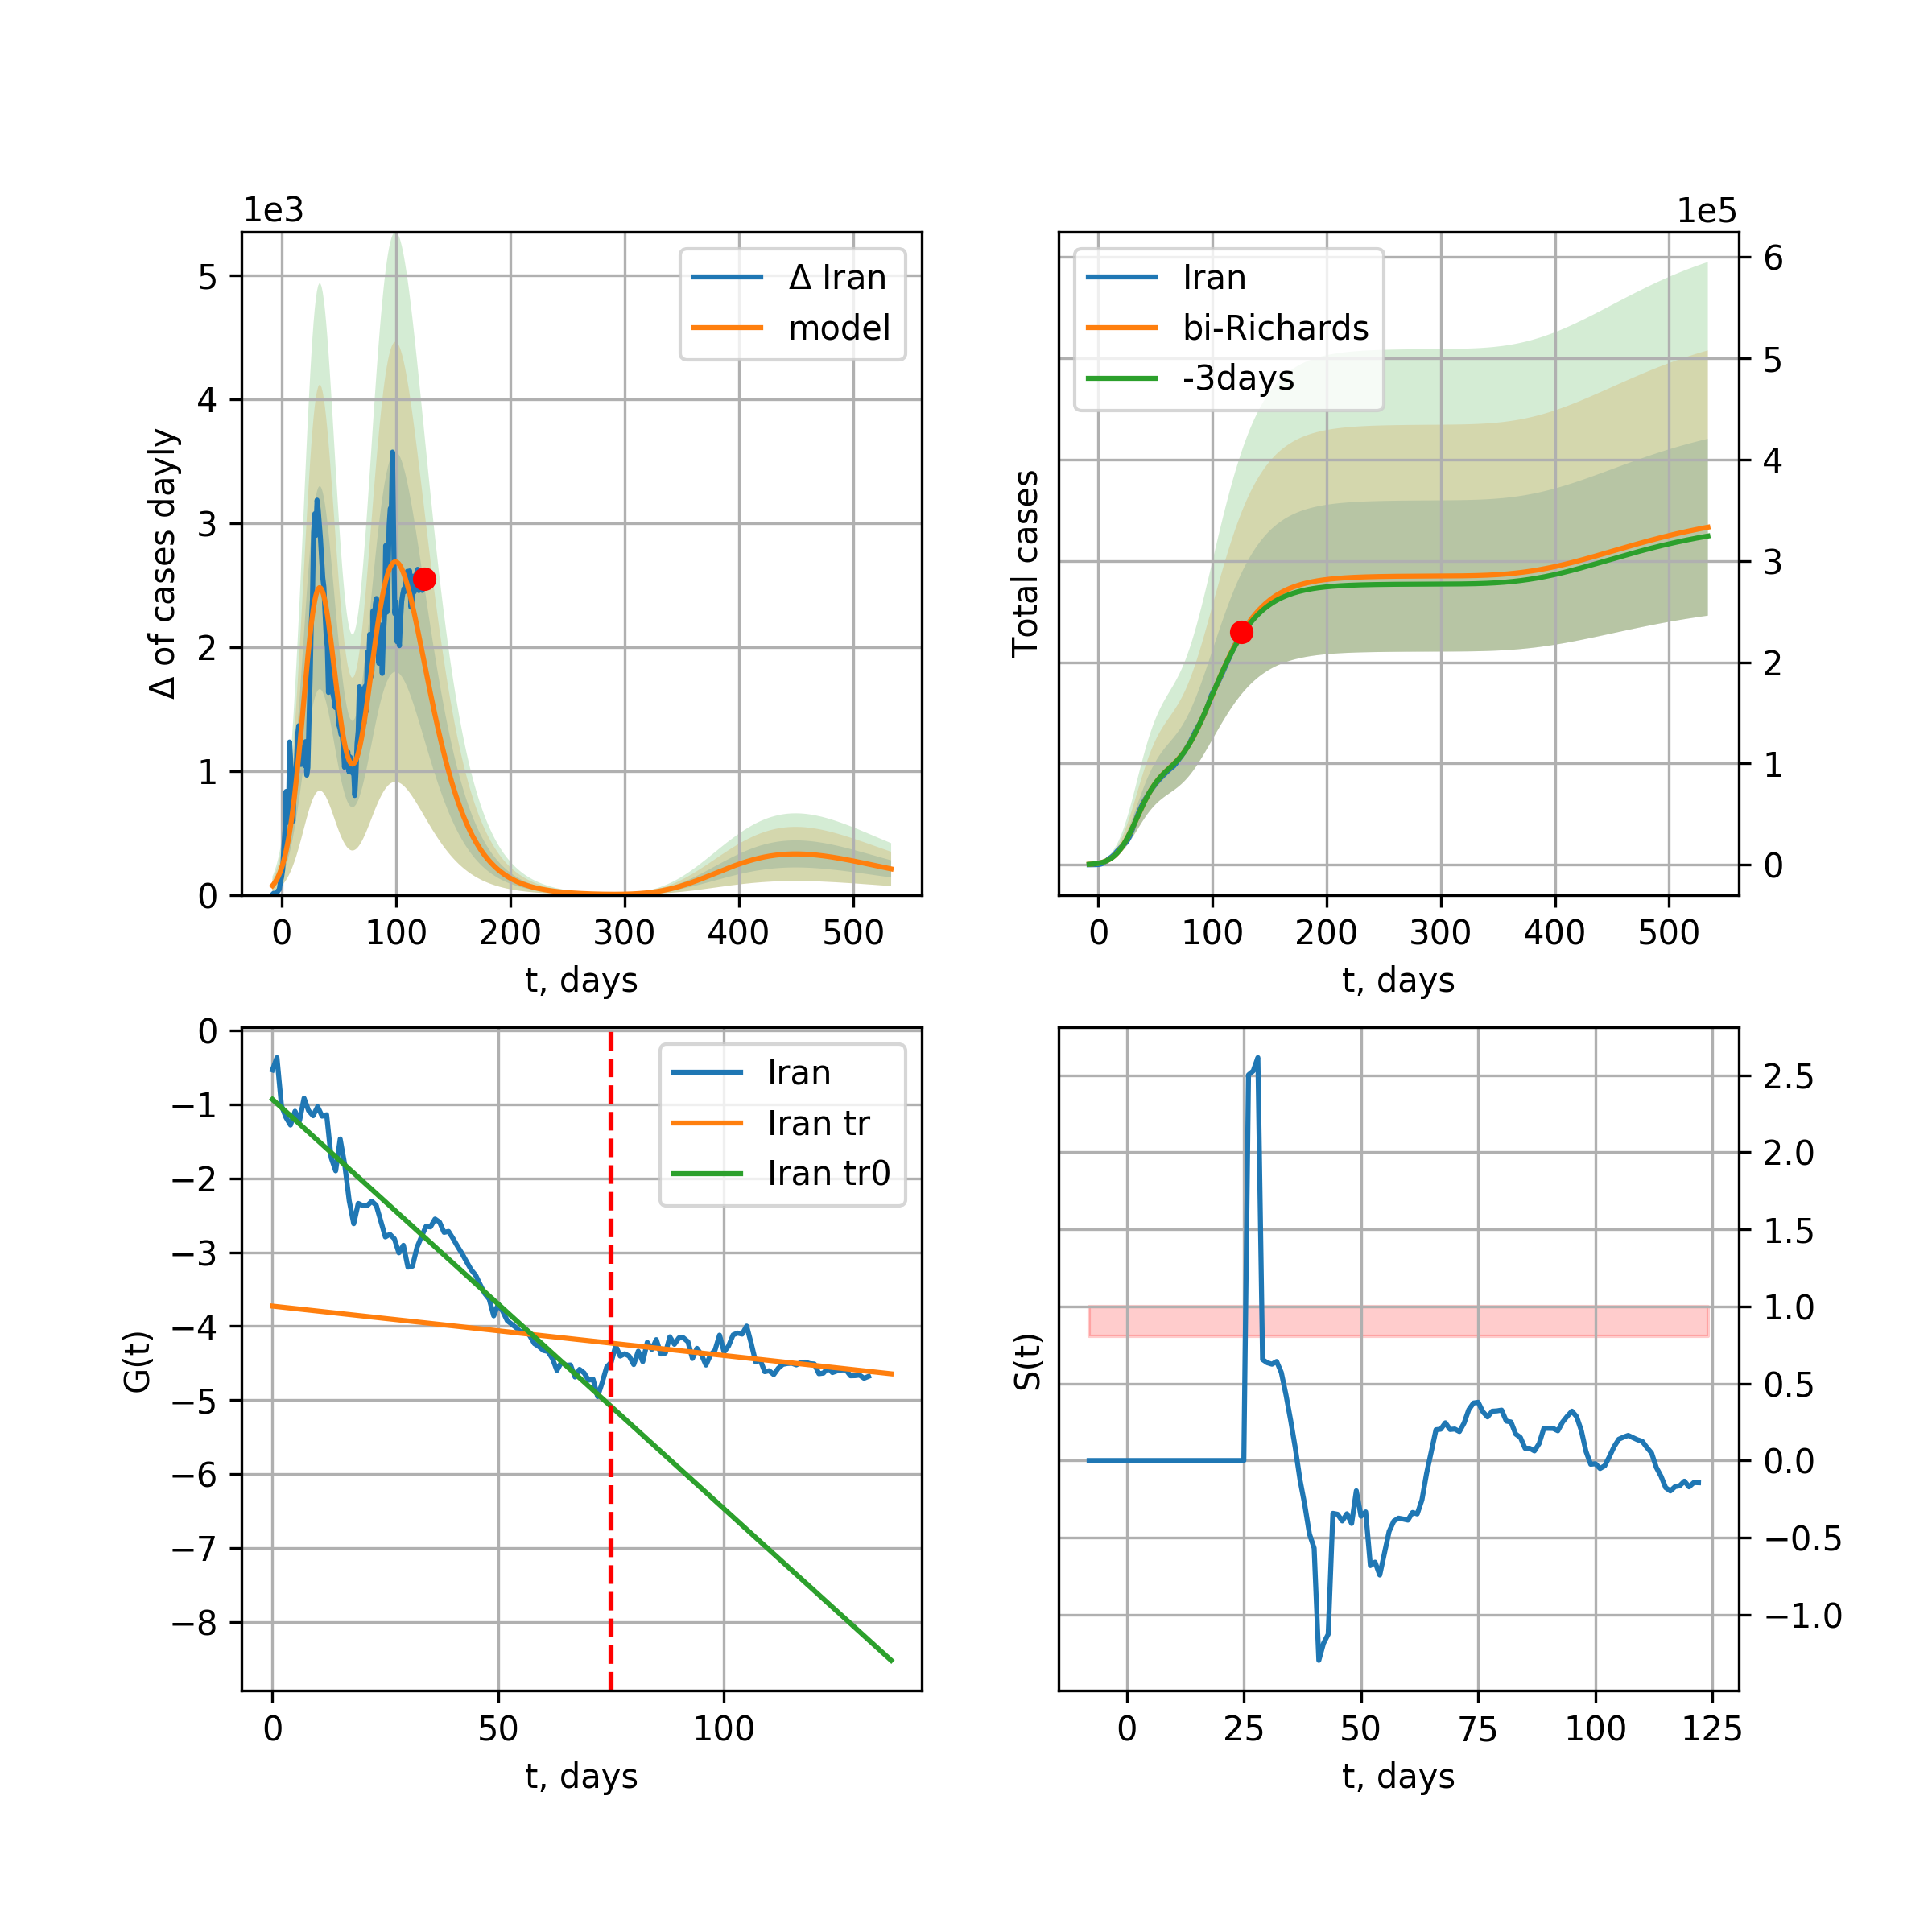 1e3
5
4
3
2
1
0
Δ of cases dayly
Δ Iran
model
0 100 200 300 400 500
t, days
1e5
6
5
4
3
2
1
0
Total cases
Iran
bi-Richards
-3days
0 100 200 300 400 500
t, days
0
−1
−2
−3
−4
−5
−6
−7
−8
G(t)
Iran
Iran tr
Iran tr0
0 50 100
t, days
S(t)
2.5
2.0
1.5
1.0
0.5
0.0
−0.5
−1.0
0 25 50 75 100 125
t, days